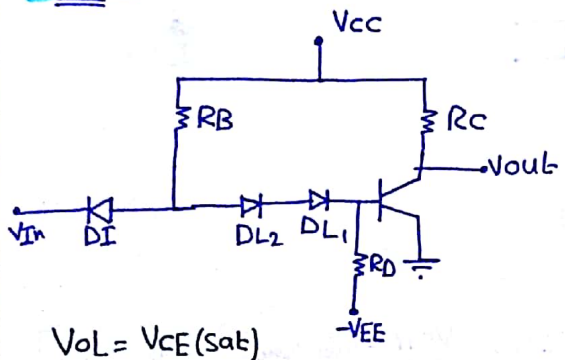 VCC
RB
RC
Vout
VIn
DI
DL2
DL1
RD
-VEE
VOL = VCE(Sat)